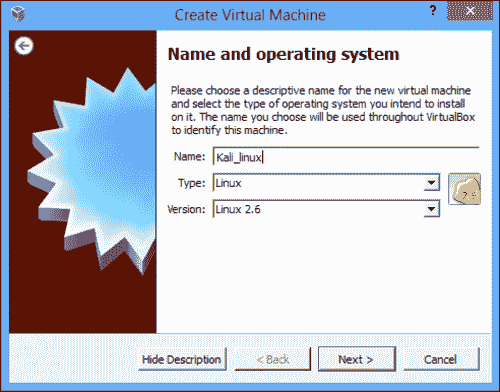 Create Virtual Machine
?
Name and operating system
Please choose a descriptive name for the new virtual machine
and select the type of operating system you intend to install
on it. The name you choose will be used throughout VirtualBox
to identify this machine.
Name: Kali_linux
Type: Linux
Version: Linux 2.6
2.6
Hide Description < Back Next > Cancel